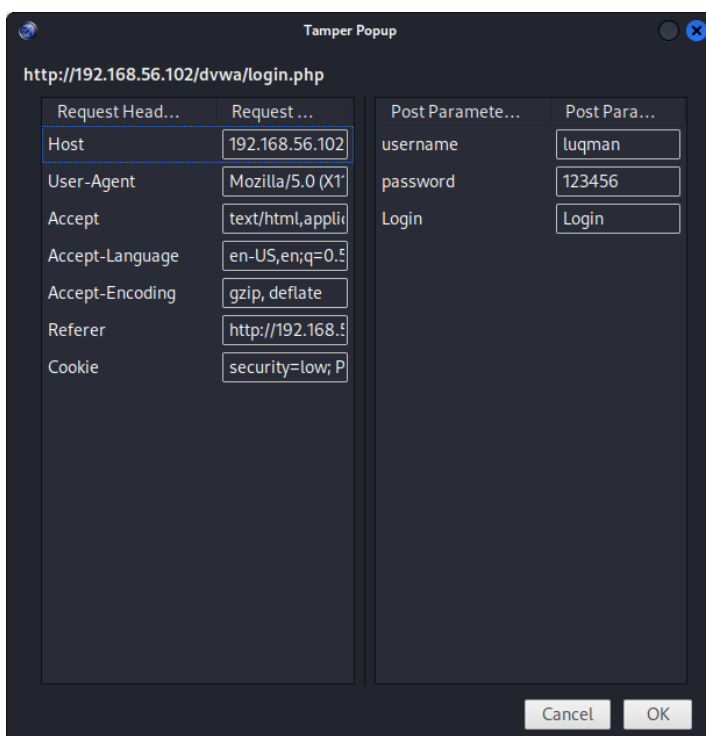 Tamper Popup
http://192.168.56.102/dvwa/login.php
Request Head... Request ... Post Paramete... Post Para...
Host 192.168.56.102 username luqman
User-Agent Mozilla/5.0 (X1 password 123456
Accept text/html,applic Login Login
Accept-Language en-US,en;q=0.5
Accept-Encoding gzip, deflate
Referer http://192.168.5
Cookie security=low; P
Cancel OK